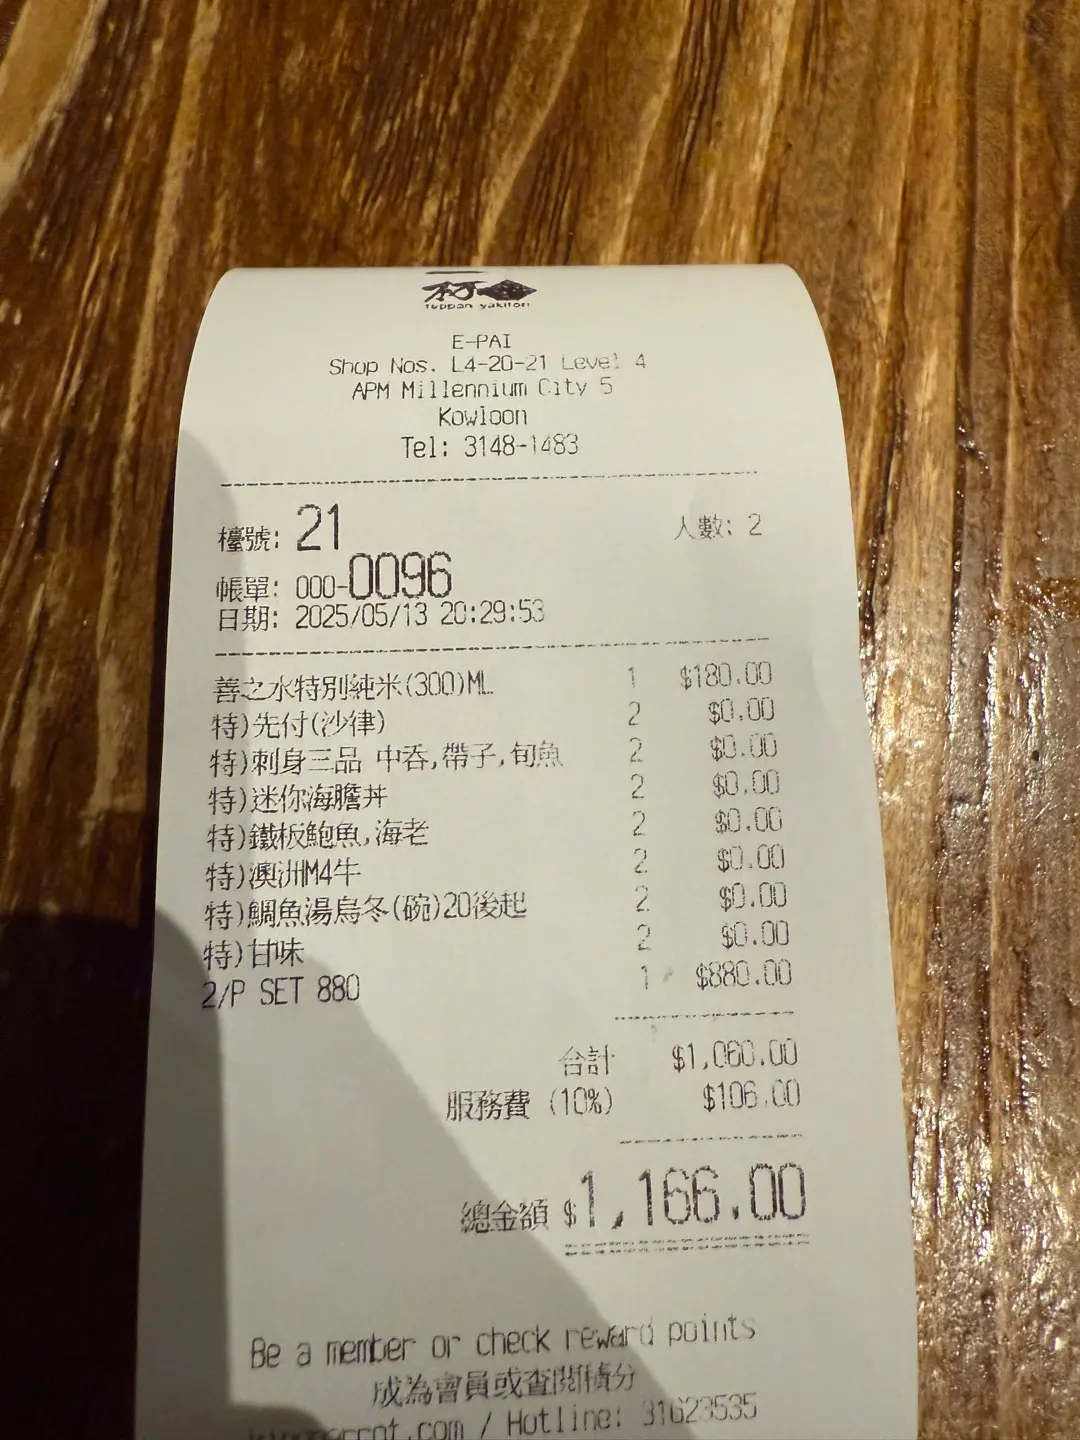 teppan yakitori
E-PAI
Shop Nos. L4-20-21 Level 4
APM Millennium City 5
Kowloon
Tel: 3148-1483
檯號: 21 人數: 2
帳單: 000-0096
日期: 2025/05/13 20:29:53
善之水特別純米(300)ML 1 $180.00
特)先付(沙律) 2 $0.00
特)刺身三品 中吞,帶子,旬魚 2 $0.00
特)迷你海膽丼 2 $0.00
特)鐵板鮑魚,海老 2 $0.00
特)澳洲M4牛 2 $0.00
特)鯛魚湯烏冬(碗)20後起 2 $0.00
特)甘味 2 $0.00
2/P SET 880 1 $880.00
合計 $1,060.00
服務費 (10%) $106.00
總金額 $1,166.00
Be a member or check reward points
成為會員或查閱積分
/ Hotline: 31623535